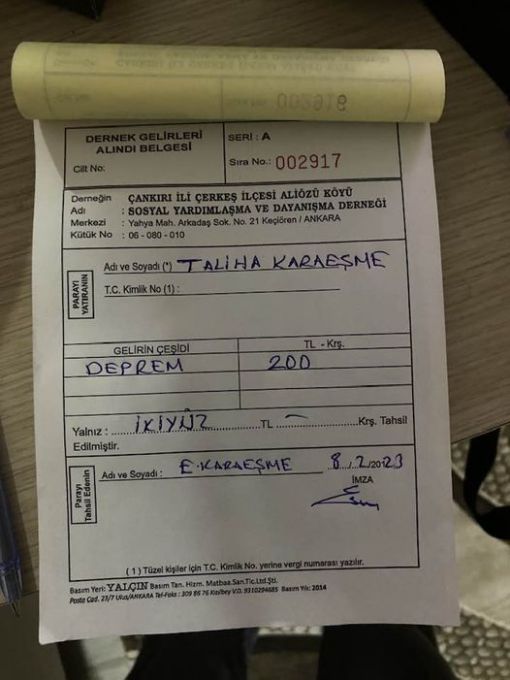 002916
DERNEK GELİRLERİ
ALINDI BELGESİ
Cilt No:
SERİ : A
Sıra No.: 002917
Derneğin Adı : ÇANKIRI İLİ ÇERKEŞ İLÇESİ ALİÖZÜ KÖYÜ
SOSYAL YARDIMLAŞMA VE DAYANIŞMA DERNEĞİ
Merkezi : Yahya Mah. Arkadaş Sok. No. 21 Keçiören / ANKARA
Kütük No : 06 - 080 - 010
PARAYI YATIRANIN
Adı ve Soyadı (*) TALİHA KARAEŞME
T.C. Kimlik No (1) :
GELİRİN ÇEŞİDİ TL - Krş.
DEPREM 200
Yalnız : İKİYÜZ TL — Krş. Tahsil
Edilmiştir.
Parayı Tahsil Edenin
Adı ve Soyadı : E.KARAEŞME 8../2./2023
İMZA
( 1 ) Tüzel kişiler için T.C. Kimlik No. yerine vergi numarası yazılır.
Basım Yeri: YALÇIN Basım Tan. Hizm. Matbaa.San.Tic.Ltd.Şti.
Posta Cad. 23/7 Ulus/ANKARA Tel-Faks : 309 86 76 Kavlbey V.D. 9310294685 Basım Yılı: 2014